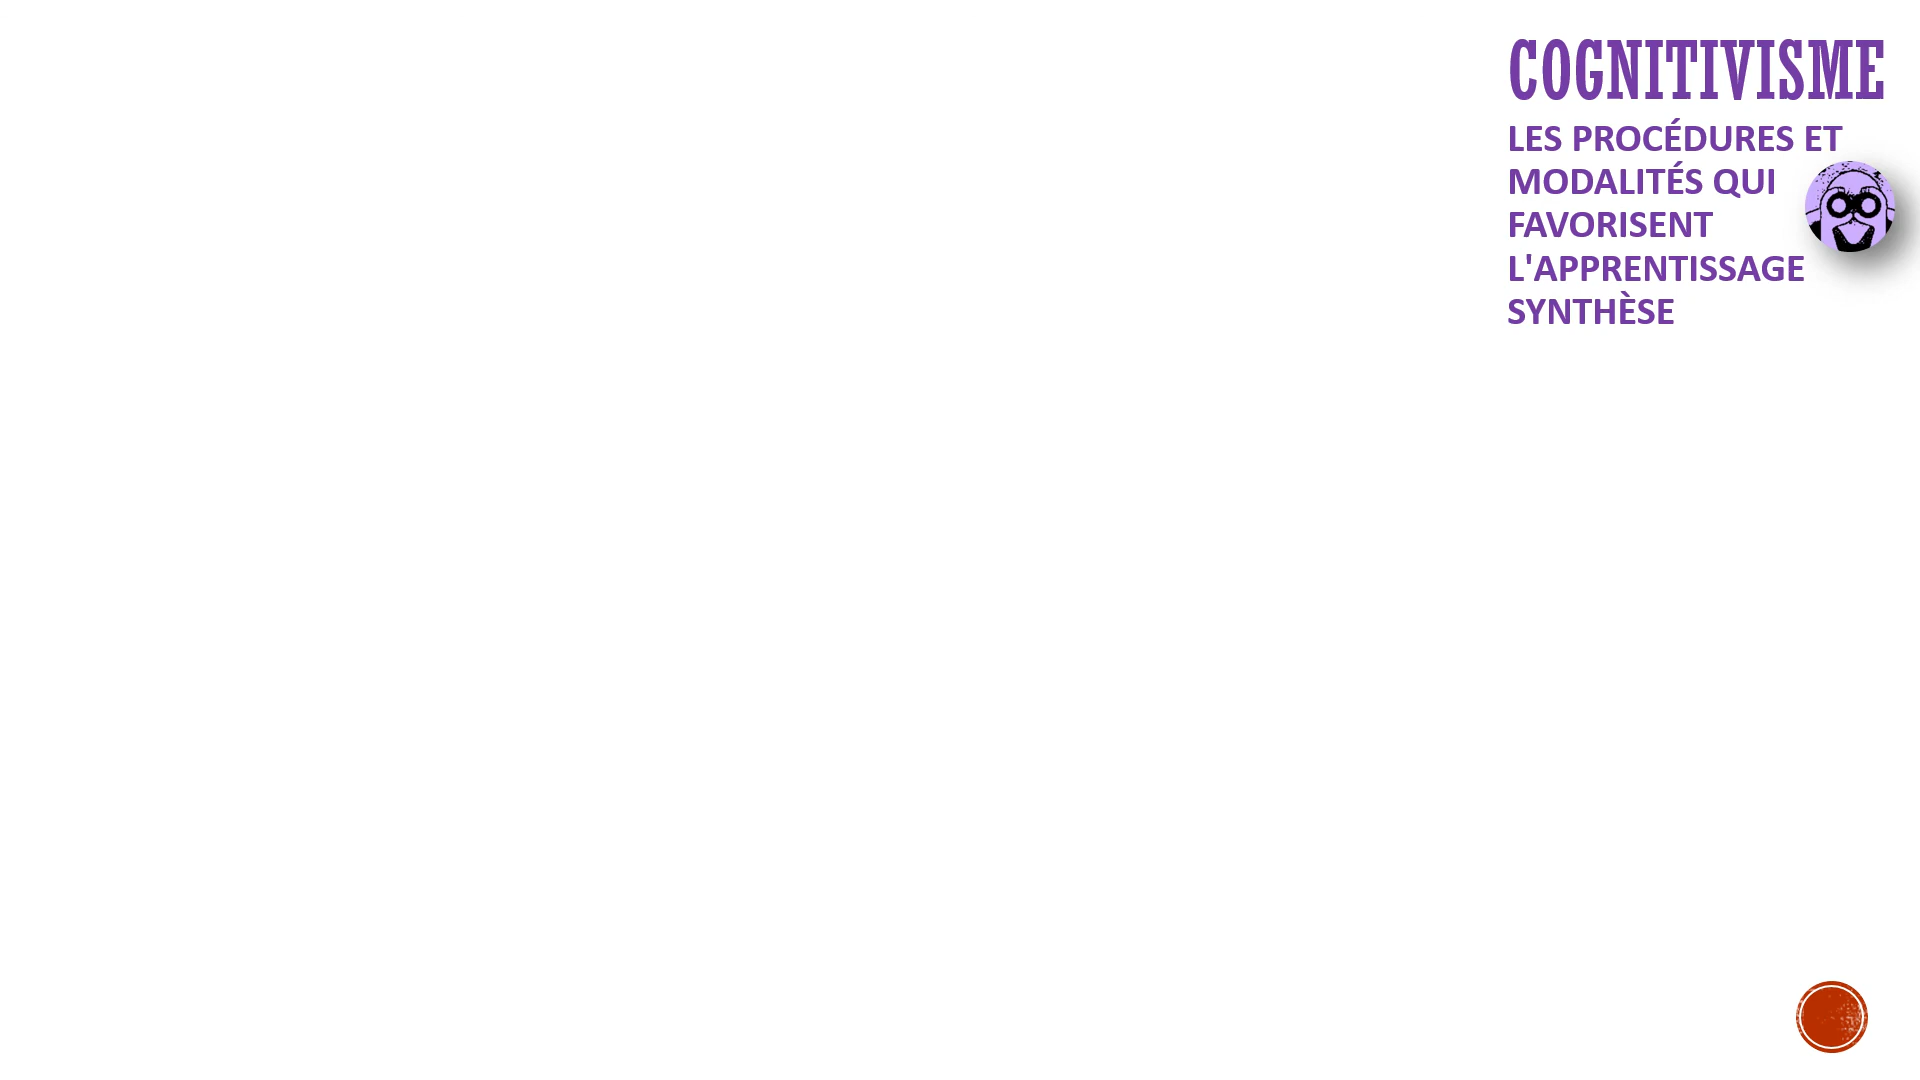 COGNITIVISME
LES PROCÉDURES ET
MODALITÉS QUI
FAVORISENT
L'APPRENTISSAGE
SYNTHÈSE